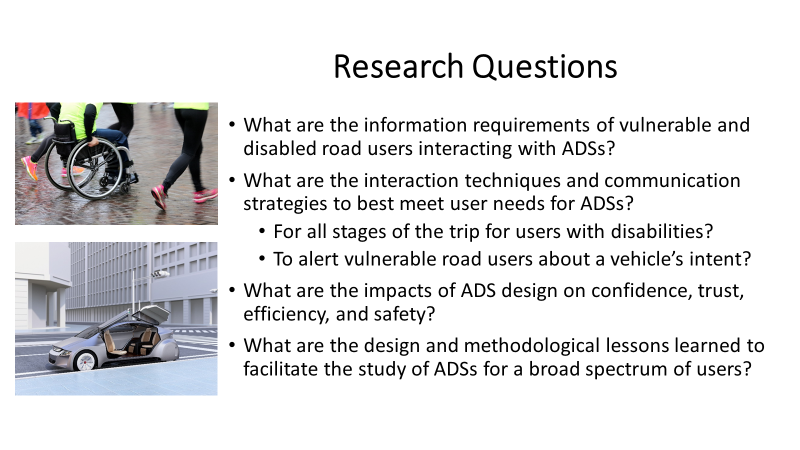 Research Questions
• What are the information requirements of vulnerable and
disabled road users interacting with ADSs?
• What are the interaction techniques and communication
strategies to best meet user needs for ADSs?
• For all stages of the trip for users with disabilities?
• To alert vulnerable road users about a vehicle’s intent?
• What are the impacts of ADS design on confidence, trust,
efficiency, and safety?
• What are the design and methodological lessons learned to
facilitate the study of ADSs for a broad spectrum of users?